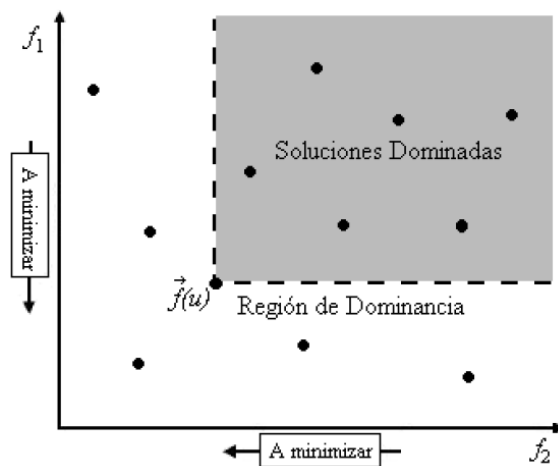 f1
Soluciones Dominadas
A minimizar
f(u)
Región de Dominancia
A minimizar
f2